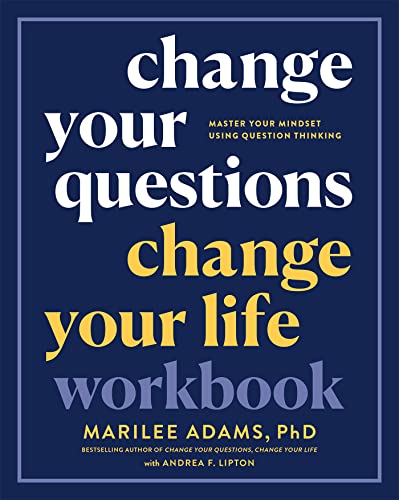 change
your
MASTER YOUR MINDSET
USING QUESTION THINKING
questions
change
your life
workbook
MARILEE ADAMS, PhD
BESTSELLING AUTHOR OF CHANGE YOUR QUESTIONS, CHANGE YOUR LIFE
with ANDREA F. LIPTON